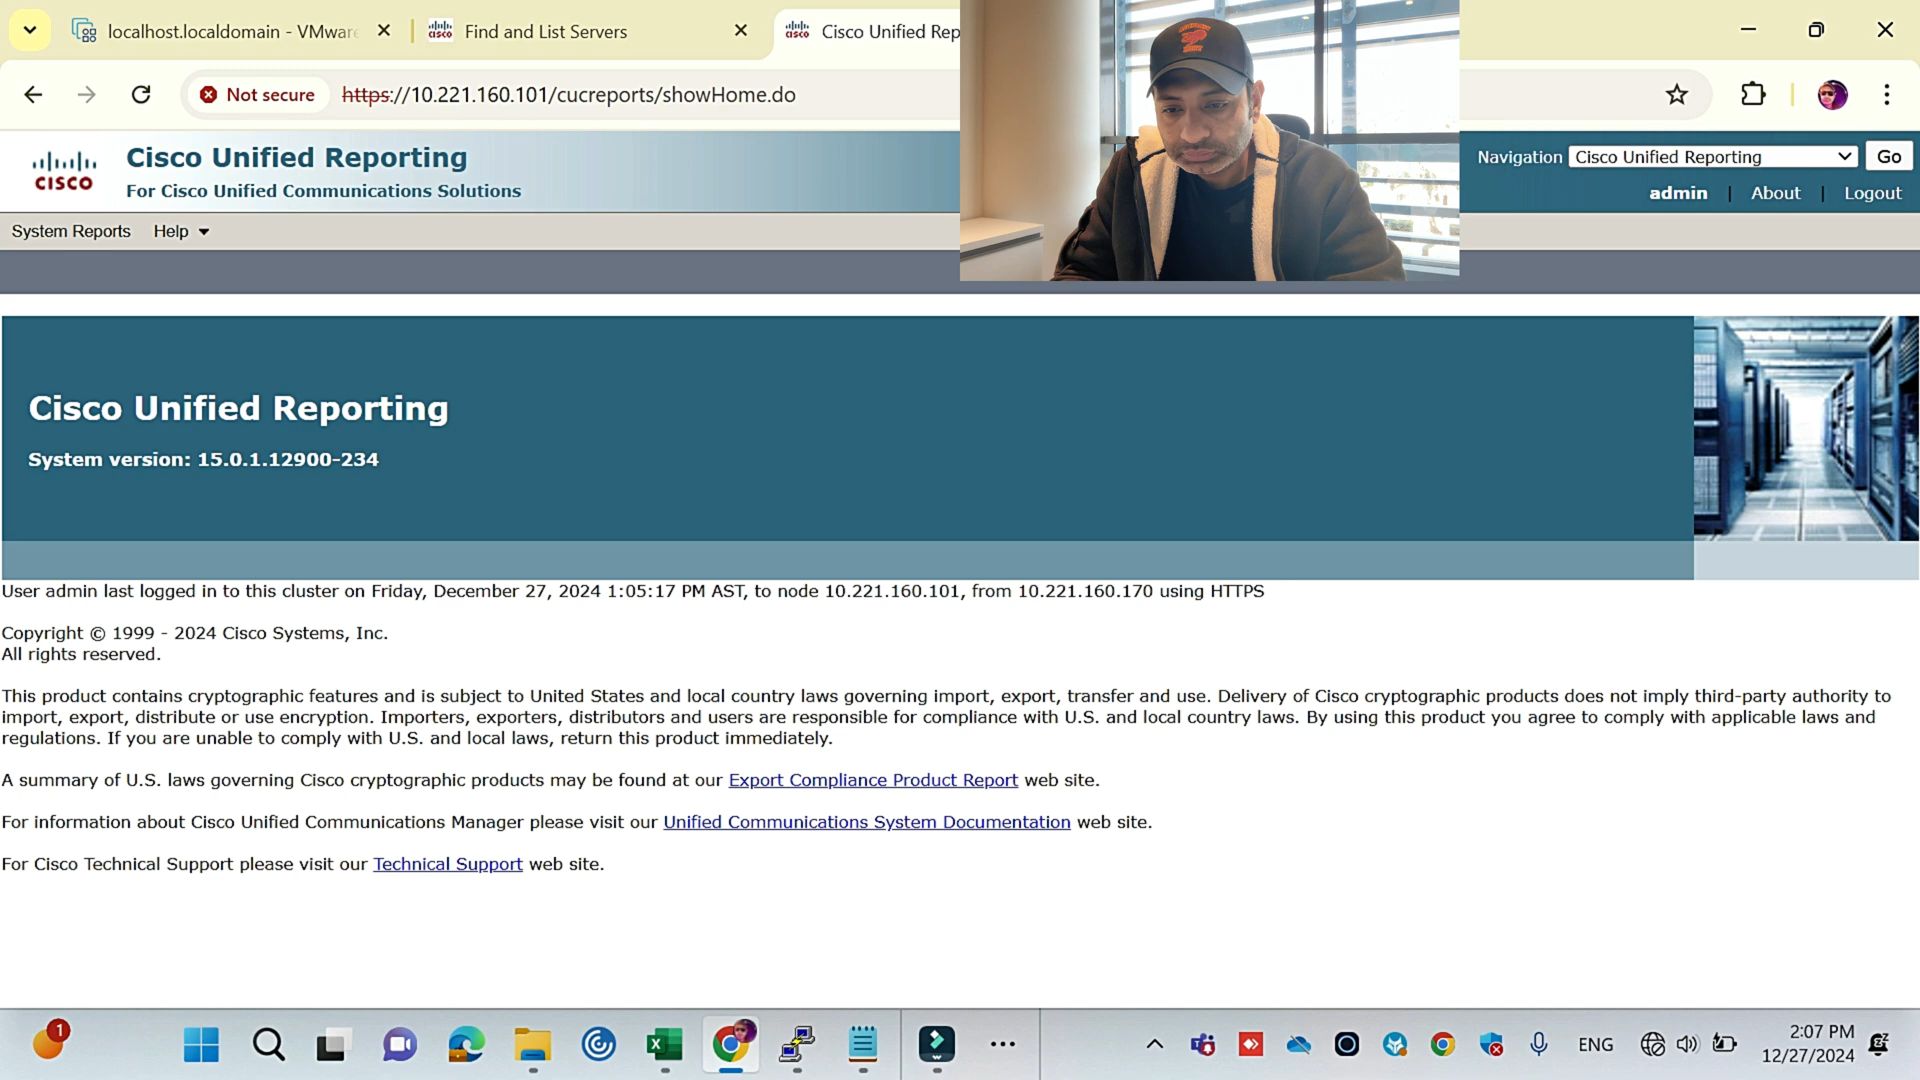 localhost.localdomain - VMware
Find and List Servers
Cisco Unified Rep
Not secure
https://10.221.160.101/cucreports/showHome.do
CISCO
Cisco Unified Reporting
For Cisco Unified Communications Solutions
Navigation Cisco Unified Reporting Go
admin | About | Logout
System Reports Help
Cisco Unified Reporting
System version: 15.0.1.12900-234
User admin last logged in to this cluster on Friday, December 27, 2024 1:05:17 PM AST, to node 10.221.160.101, from 10.221.160.170 using HTTPS
Copyright © 1999 - 2024 Cisco Systems, Inc.
All rights reserved.
This product contains cryptographic features and is subject to United States and local country laws governing import, export, transfer and use. Delivery of Cisco cryptographic products does not imply third-party authority to
import, export, distribute or use encryption. Importers, exporters, distributors and users are responsible for compliance with U.S. and local country laws. By using this product you agree to comply with applicable laws and
regulations. If you are unable to comply with U.S. and local laws, return this product immediately.
A summary of U.S. laws governing Cisco cryptographic products may be found at our Export Compliance Product Report web site.
For information about Cisco Unified Communications Manager please visit our Unified Communications System Documentation web site.
For Cisco Technical Support please visit our Technical Support web site.
1
ENG
2:07 PM
12/27/2024